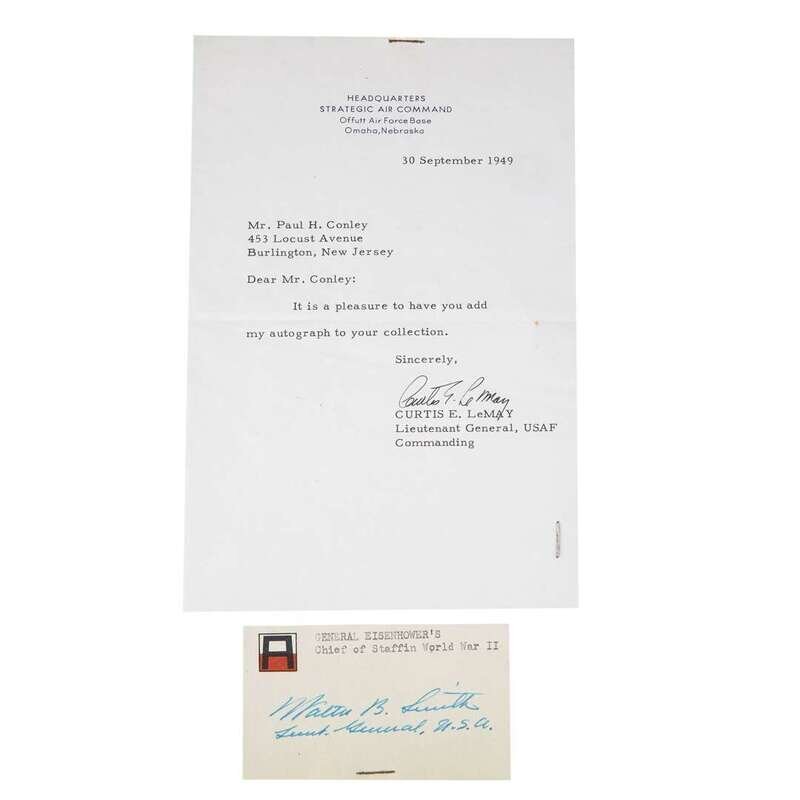 HEADQUARTERS
STRATEGIC AIR COMMAND
Offutt Air Force Base
Omaha, Nebraska
30 September 1949
Mr. Paul H. Conley
453 Locust Avenue
Burlington, New Jersey
Dear Mr. Conley:
It is a pleasure to have you add
my autograph to your collection.
Sincerely,
Curtis E. LeMay
CURTIS E. LeMAY
Lieutenant General, USAF
Commanding
A
GENERAL EISENHOWER'S
Chief of Staffin World War II
Walter B. Smith
Lieut. General, U.S.A.